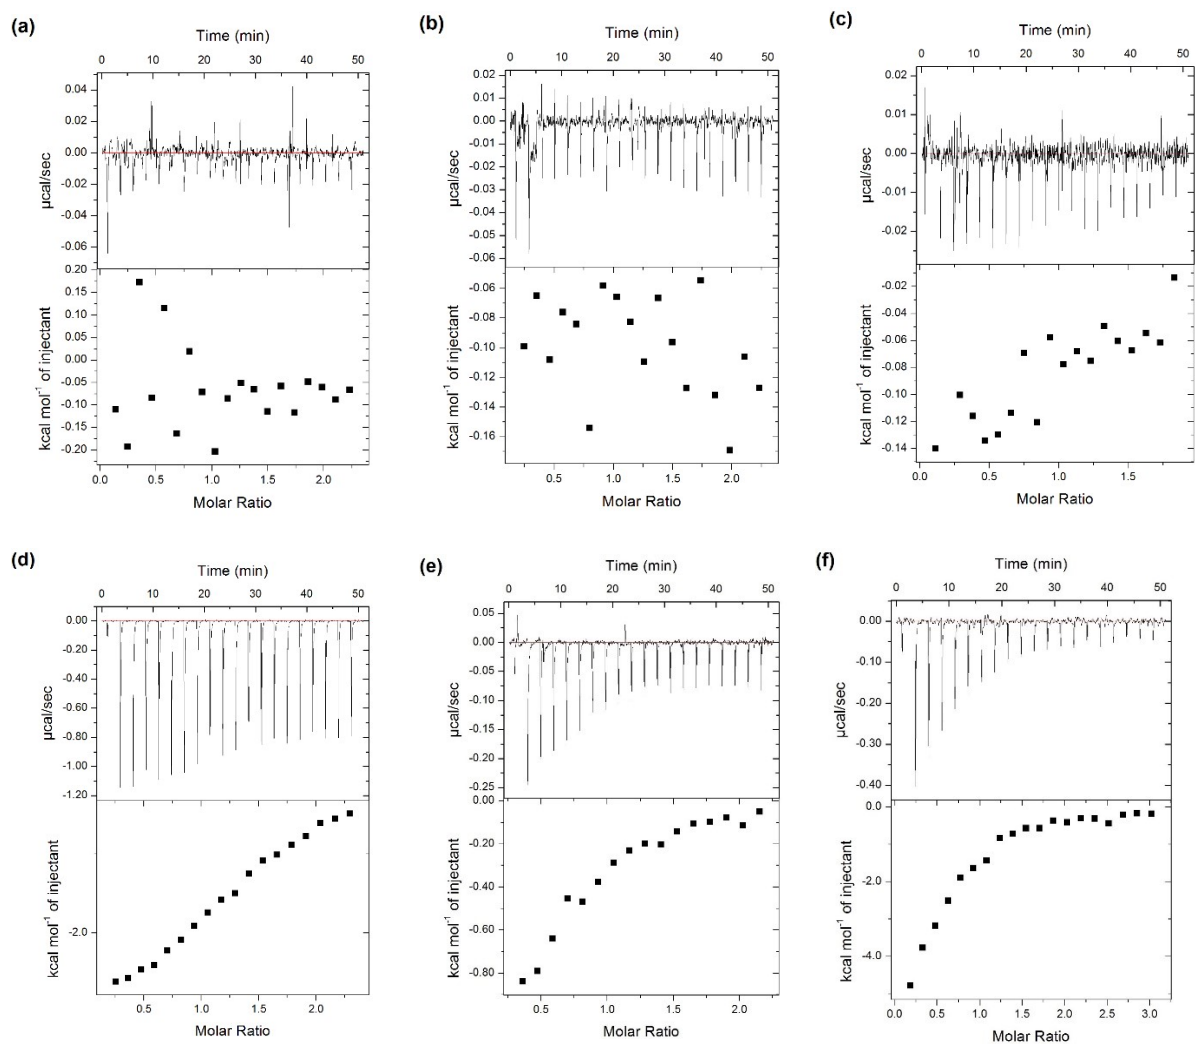 (a)
Time (min)
0 10 20 30 40 50
0.04
0.02
0.00
-0.02
-0.04
-0.06
µcal/sec
0.20
0.15
0.10
0.05
0.00
-0.05
-0.10
-0.15
-0.20
kcal mol⁻¹ of injectant
0.0 0.5 1.0 1.5 2.0
Molar Ratio
(b)
Time (min)
0 10 20 30 40 50
0.02
0.01
0.00
-0.01
-0.02
-0.03
-0.04
-0.05
-0.06
µcal/sec
-0.06
-0.08
-0.10
-0.12
-0.14
-0.16
kcal mol⁻¹ of injectant
0.5 1.0 1.5 2.0
Molar Ratio
(c)
Time (min)
0 10 20 30 40 50
0.02
0.01
0.00
-0.01
-0.02
µcal/sec
-0.02
-0.04
-0.06
-0.08
-0.10
-0.12
-0.14
kcal mol⁻¹ of injectant
0.0 0.5 1.0 1.5
Molar Ratio
(d)
Time (min)
0 10 20 30 40 50
0.00
-0.20
-0.40
-0.60
-0.80
-1.00
-1.20
µcal/sec
-2.0
kcal mol⁻¹ of injectant
0.5 1.0 1.5 2.0
Molar Ratio
(e)
Time (min)
0 10 20 30 40 50
0.05
0.00
-0.05
-0.10
-0.15
-0.20
-0.25
µcal/sec
0.00
-0.20
-0.40
-0.60
-0.80
kcal mol⁻¹ of injectant
0.5 1.0 1.5 2.0
Molar Ratio
(f)
Time (min)
0 10 20 30 40 50
0.00
-0.10
-0.20
-0.30
-0.40
µcal/sec
0.0
-2.0
-4.0
kcal mol⁻¹ of injectant
0.0 0.5 1.0 1.5 2.0 2.5 3.0
Molar Ratio